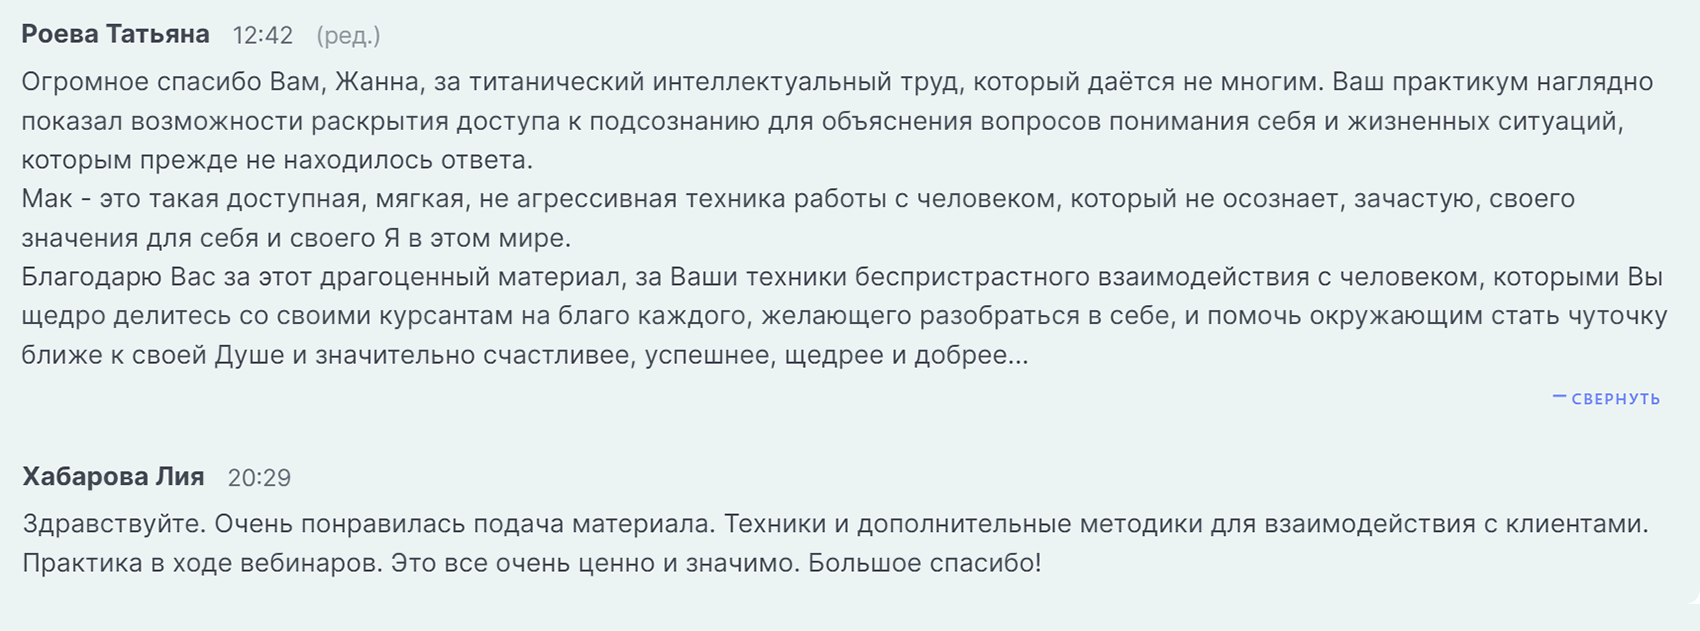 Роева Татьяна 12:42 (ред.)
Огромное спасибо Вам, Жанна, за титанический интеллектуальный труд, который даётся не многим. Ваш практикум наглядно
показал возможности раскрытия доступа к подсознанию для объяснения вопросов понимания себя и жизненных ситуаций,
которым прежде не находилось ответа.
Мак - это такая доступная, мягкая, не агрессивная техника работы с человеком, который не осознает, зачастую, своего
значения для себя и своего Я в этом мире.
Благодарю Вас за этот драгоценный материал, за Ваши техники беспристрастного взаимодействия с человеком, которыми Вы
щедро делитесь со своими курсантам на благо каждого, желающего разобраться в себе, и помочь окружающим стать чуточку
ближе к своей Душе и значительно счастливее, успешнее, щедрее и добрее...
— СВЕРНУТЬ
Хабарова Лия 20:29
Здравствуйте. Очень понравилась подача материала. Техники и дополнительные методики для взаимодействия с клиентами.
Практика в ходе вебинаров. Это все очень ценно и значимо. Большое спасибо!